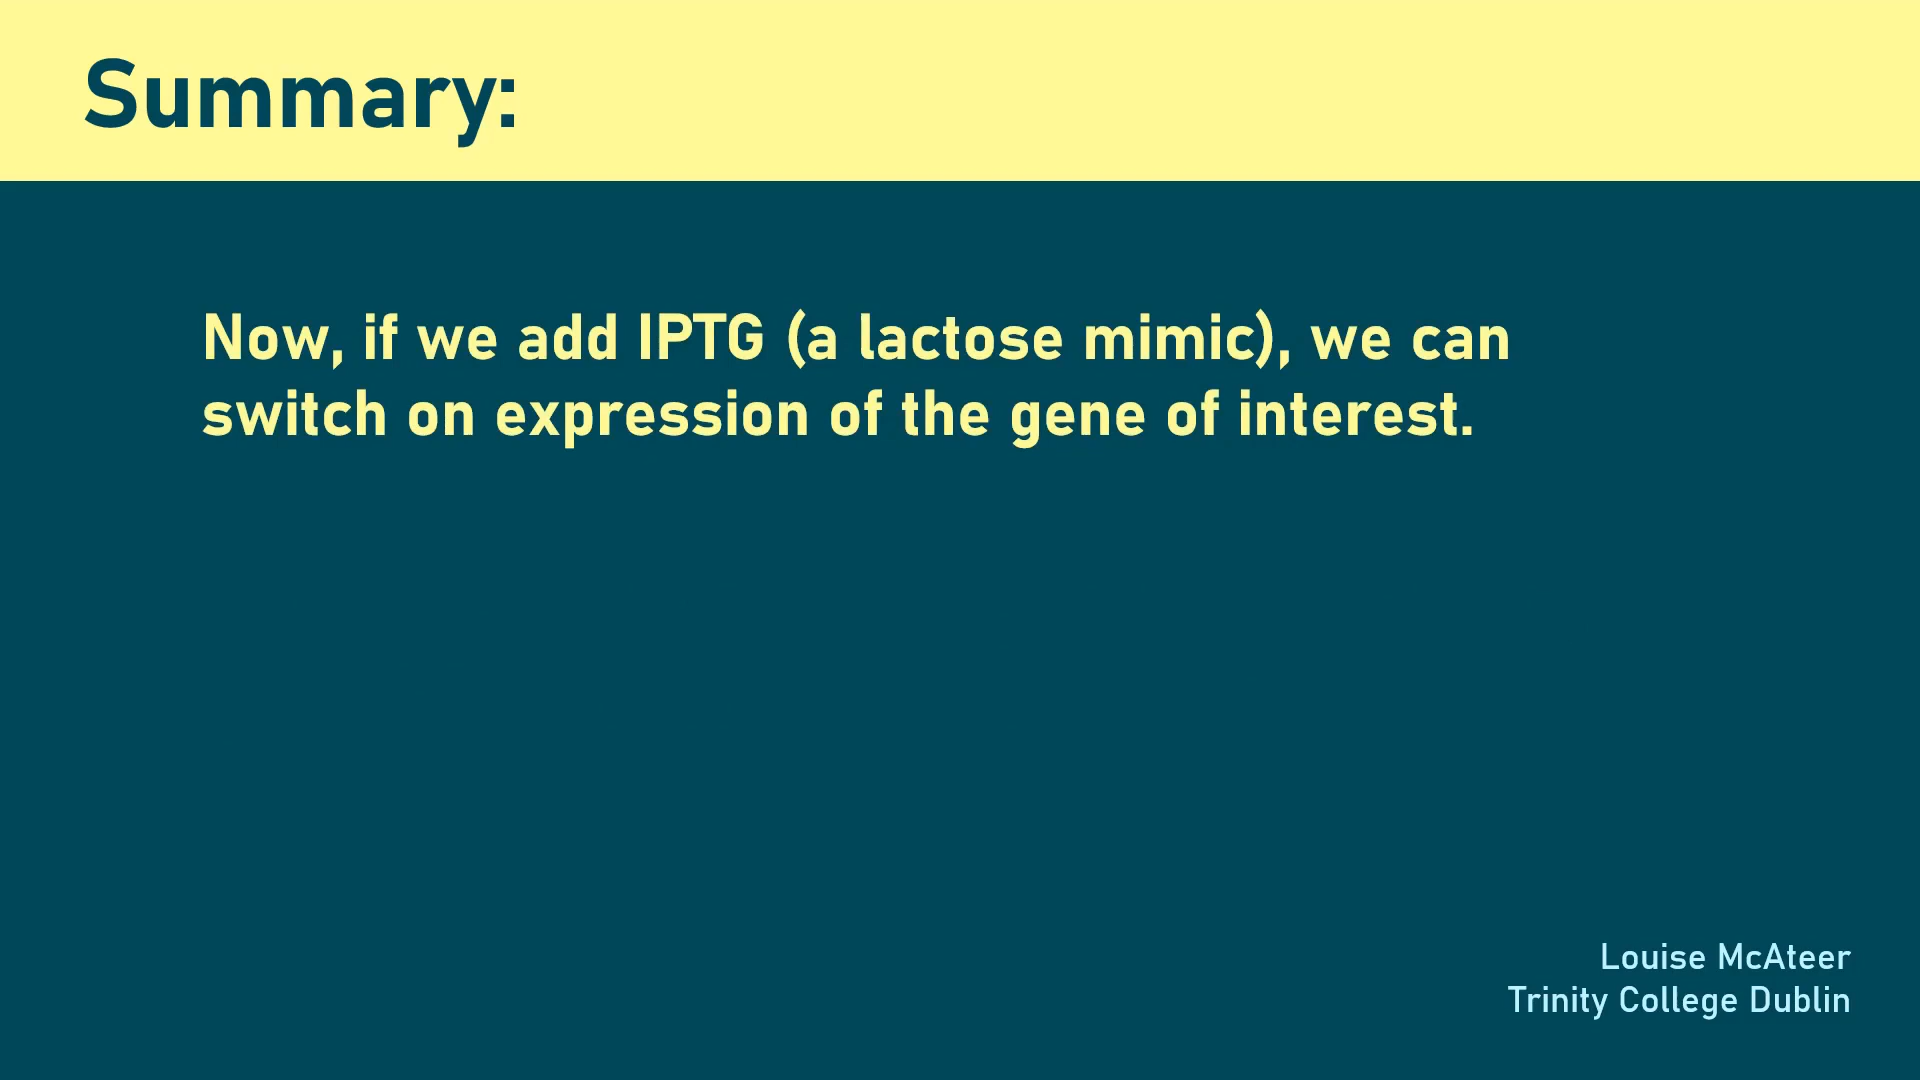 Summary:
Now, if we add IPTG (a lactose mimic), we can
switch on expression of the gene of interest.
Louise McAteer
Trinity College Dublin